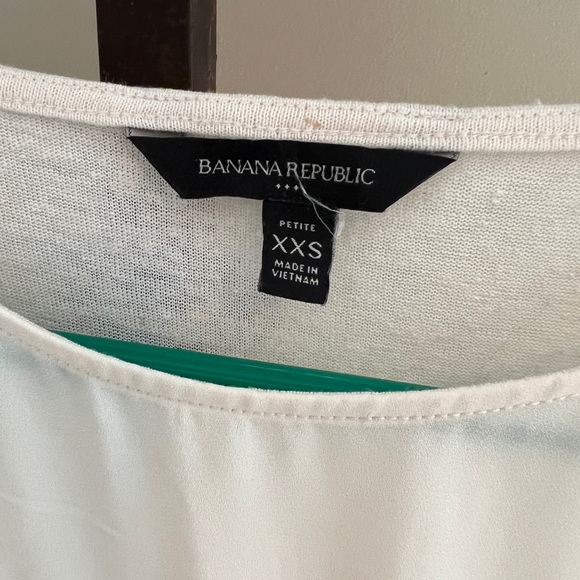 BANANA REPUBLIC
PETITE
XXS
MADE IN
VIETNAM